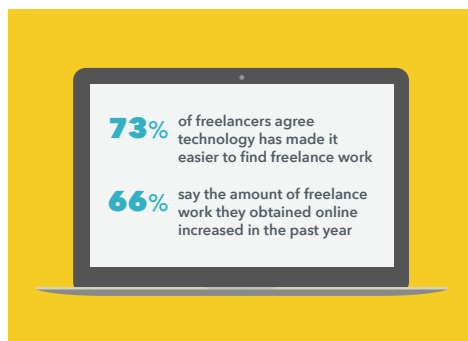 73% of freelancers agree
technology has made it
easier to find freelance work
66% say the amount of freelance
work they obtained online
increased in the past year